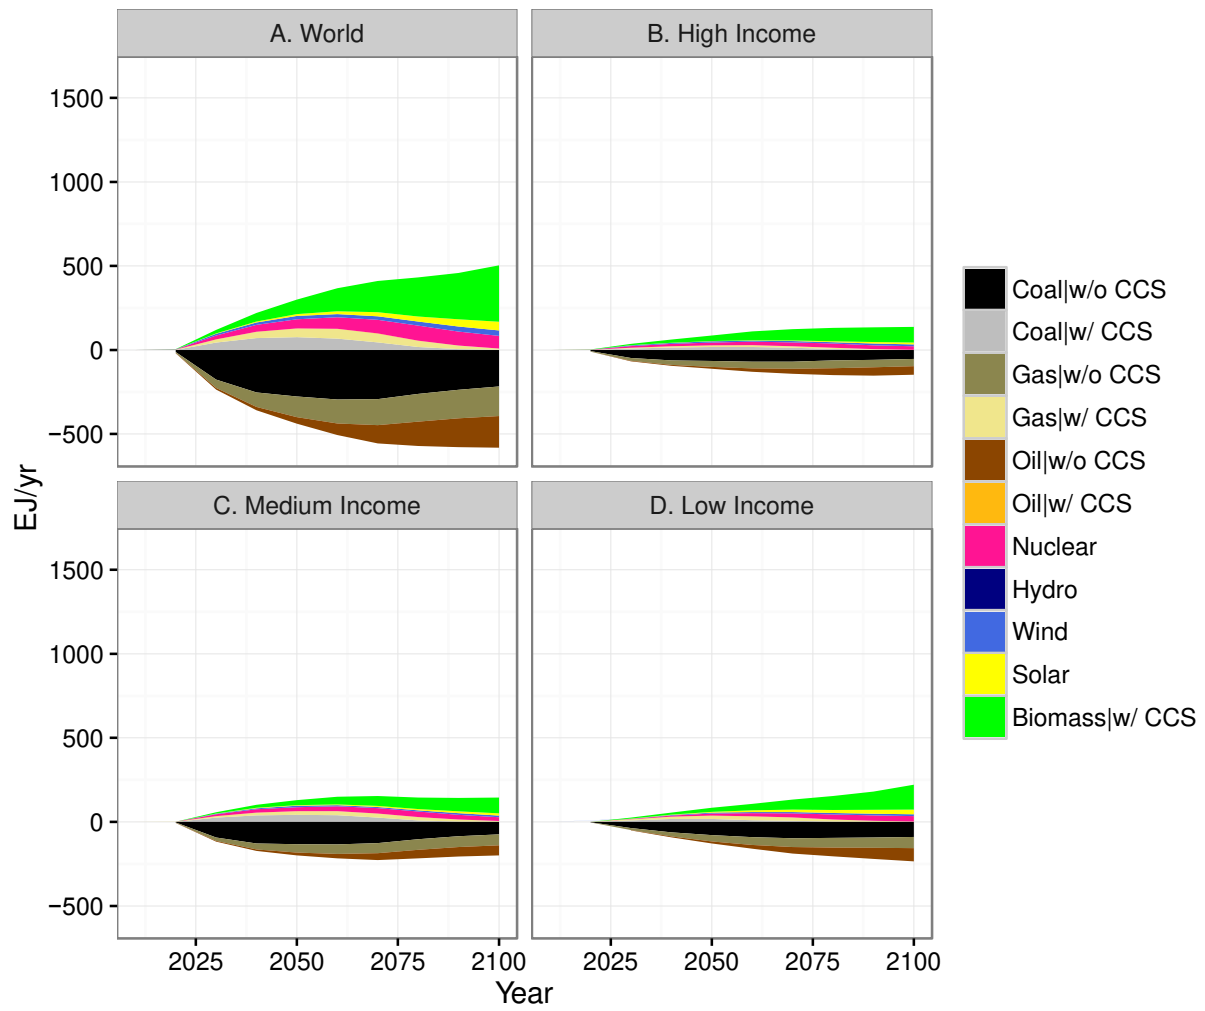 A. World
B. High Income
1500
1000
500
0
−500
C. Medium Income
D. Low Income
1500
1000
500
0
−500
2025
2050
2075
2100
2025
2050
2075
2100
Year
EJ/yr
Coal|w/o CCS
Coal|w/ CCS
Gas|w/o CCS
Gas|w/ CCS
Oil|w/o CCS
Oil|w/ CCS
Nuclear
Hydro
Wind
Solar
Biomass|w/ CCS